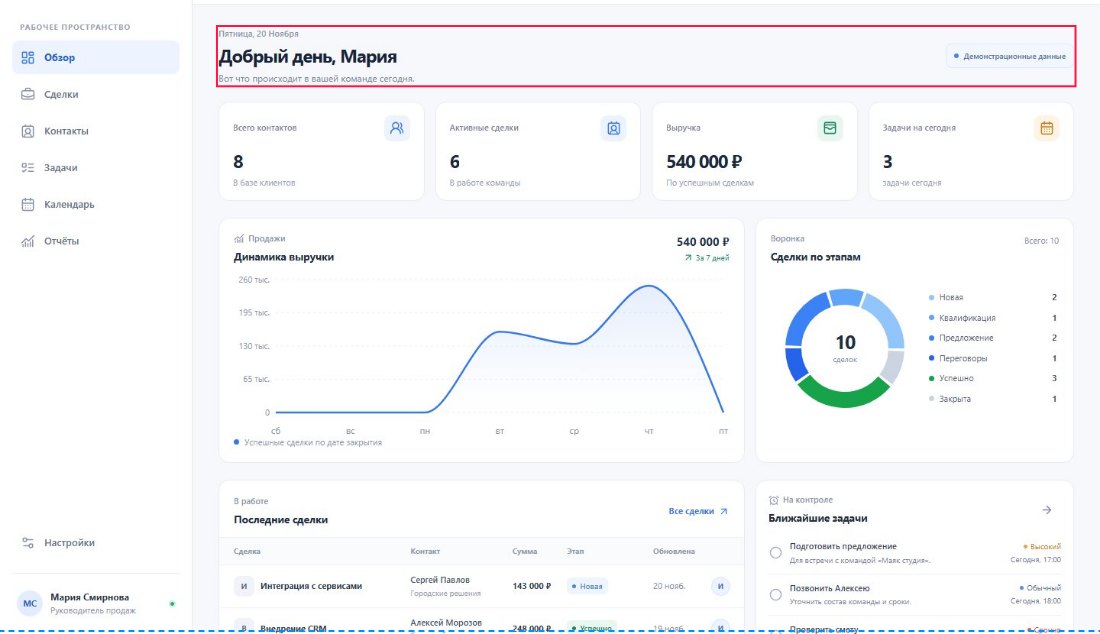 РАБОЧЕЕ ПРОСТРАНСТВО
Обзор
Сделки
Контакты
Задачи
Календарь
Отчёты
Настройки
МС
Мария Смирнова
Руководитель продаж
Пятница, 20 Ноября
Добрый день, Мария
Вот что происходит в вашей команде сегодня.
Демонстрационные данные
Всего контактов
8
В базе клиентов
Активные сделки
6
В работе команды
Выручка
540 000 ₽
По успешным сделкам
Задачи на сегодня
3
задачи сегодня
Продажи
Динамика выручки
540 000 ₽
За 7 дней
260 тыс.
195 тыс.
130 тыс.
65 тыс.
0
сб вс пн вт ср чт пт
Успешные сделки по дате закрытия
Воронка
Сделки по этапам
Всего: 10
10
сделок
Новая 2
Квалификация 1
Предложение 2
Переговоры 1
Успешно 3
Закрыта 1
В работе
Последние сделки
Все сделки
Сделка Контакт Сумма Этап Обновлена
И Интеграция с сервисами Сергей Павлов 143 000 ₽ Новая 20 нояб. И
Городские решения
В Внедрение CRM Алексей Морозов 248 000 ₽ Успешно И
На контроле
Ближайшие задачи
Подготовить предложение Высокий
Для встречи с командой «Маяк студия». Сегодня, 17:00
Позвонить Алексею Обычный
Уточнить состав команды и сроки. Сегодня, 18:00
Проверить смету Срочно